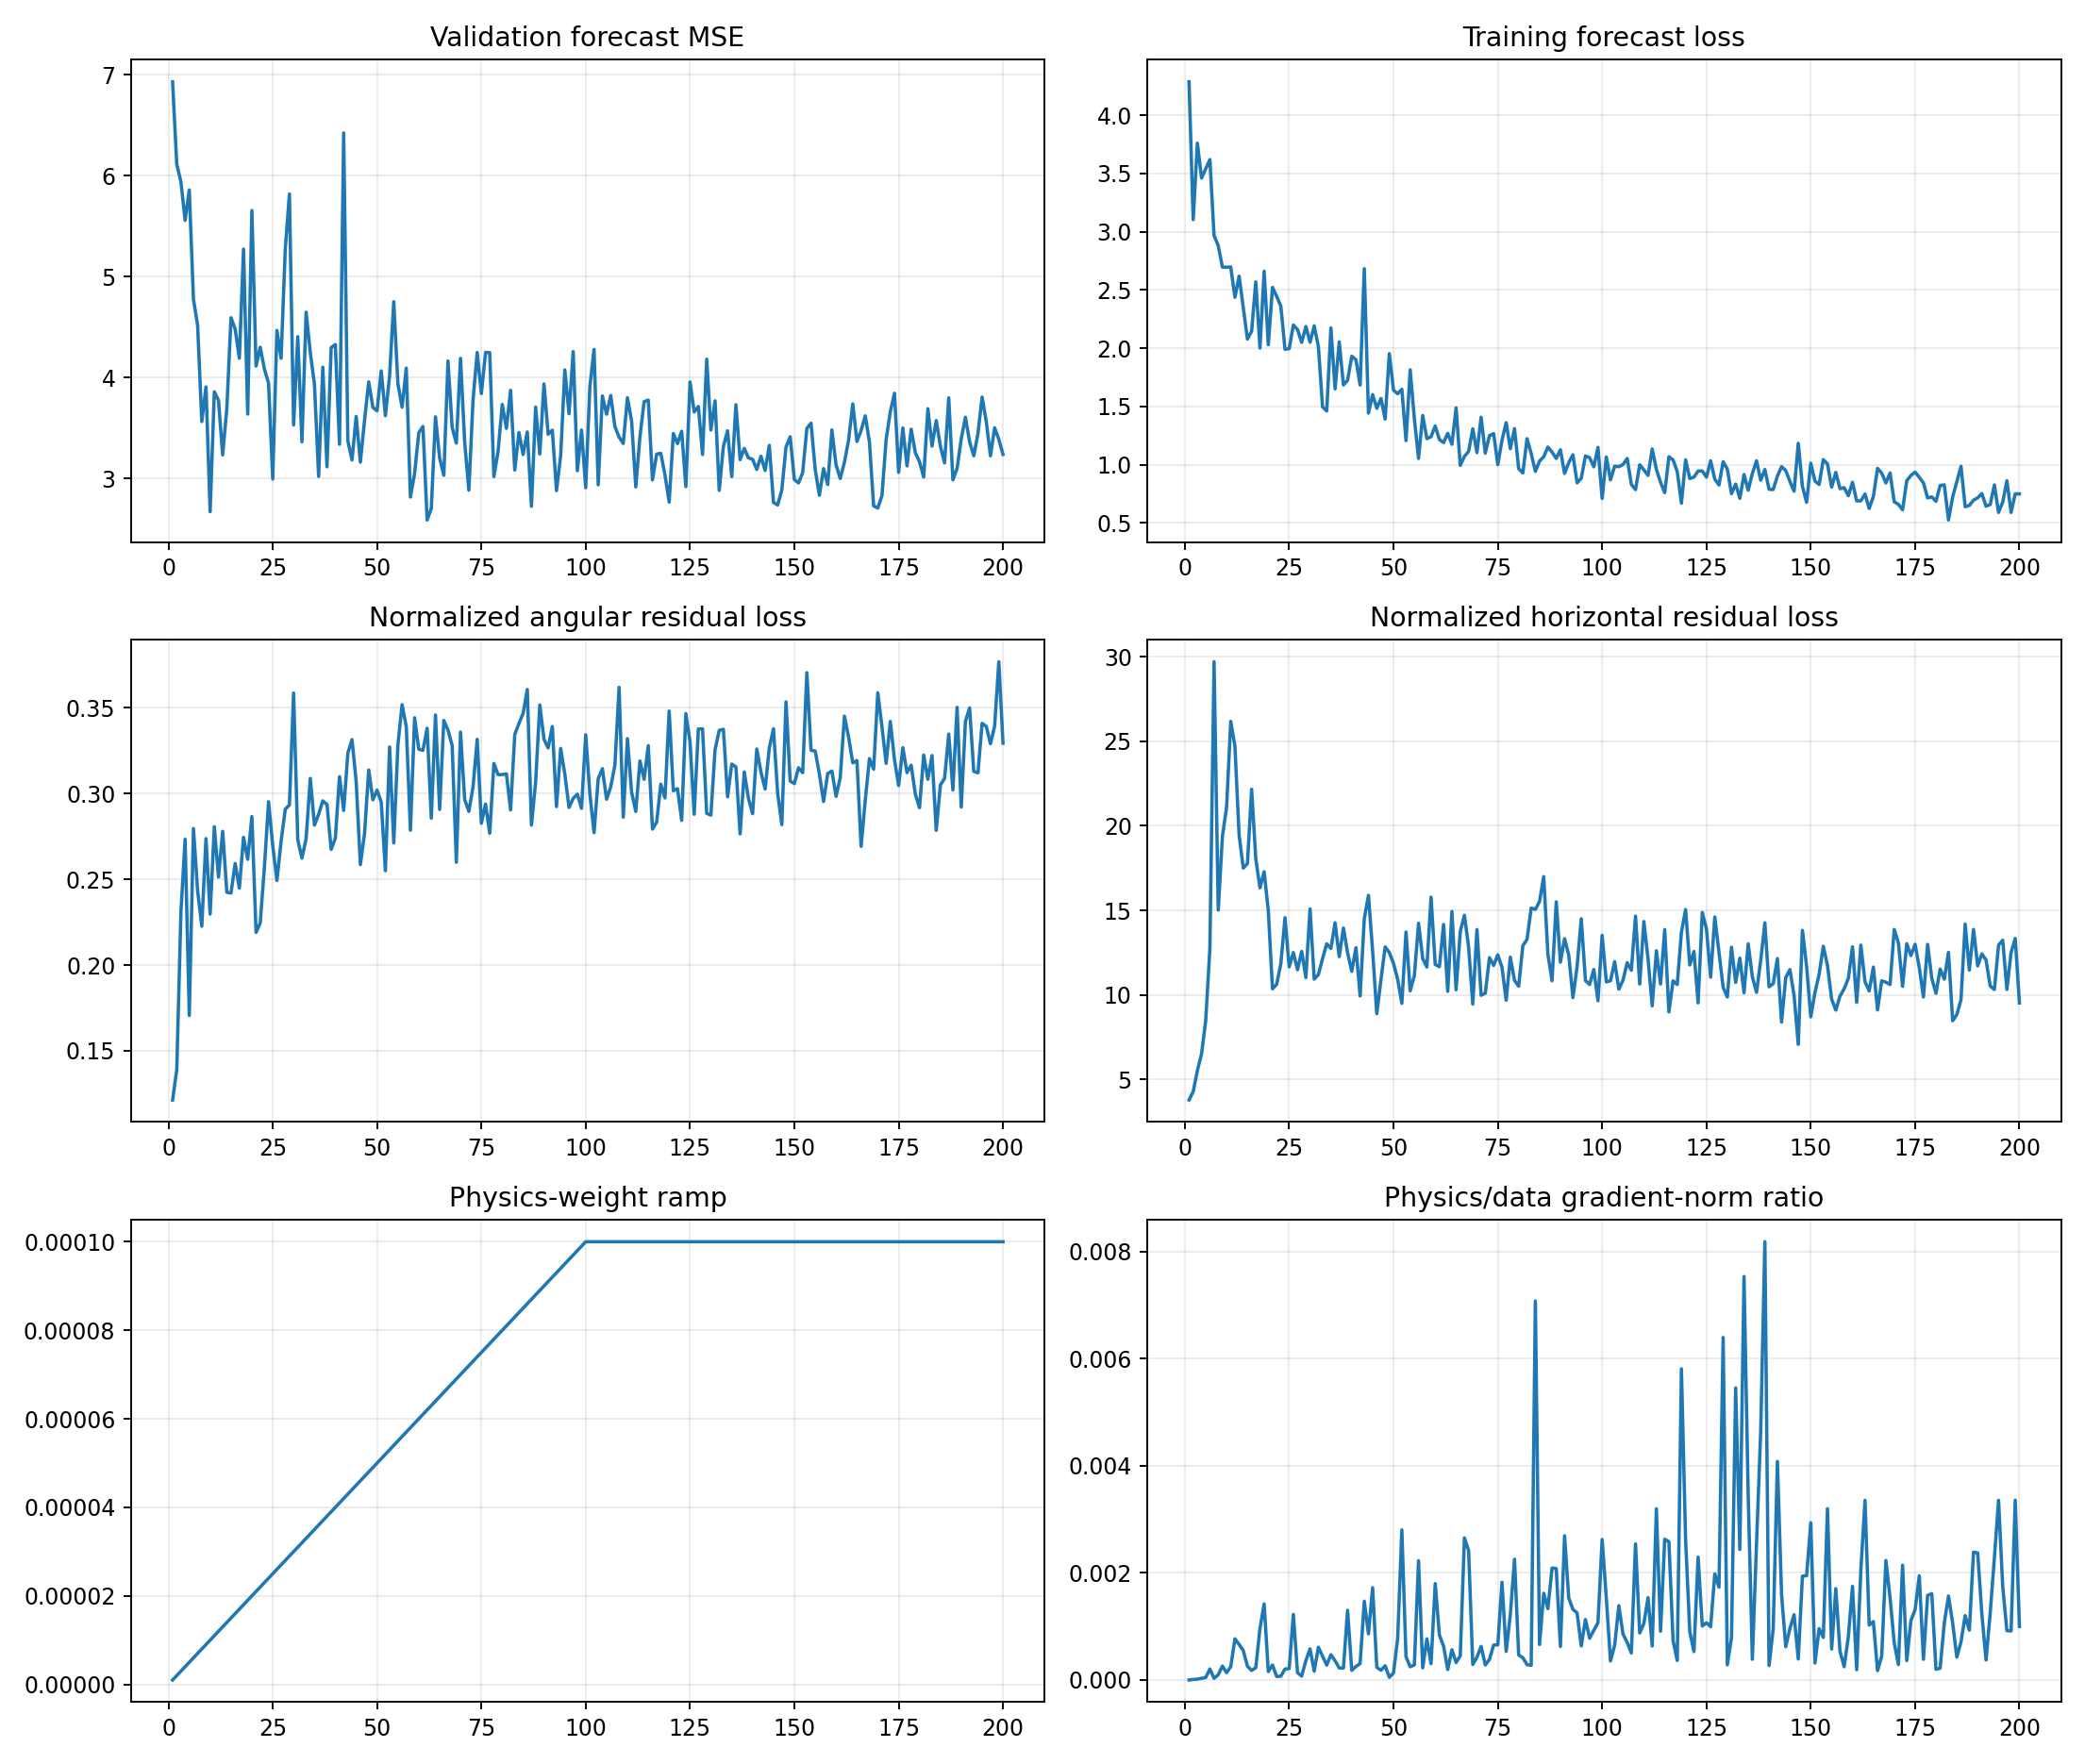 Validation forecast MSE
7
6
5
4
3
0 25 50 75 100 125 150 175 200
Training forecast loss
4.0
3.5
3.0
2.5
2.0
1.5
1.0
0.5
0 25 50 75 100 125 150 175 200
Normalized angular residual loss
0.35
0.30
0.25
0.20
0.15
0 25 50 75 100 125 150 175 200
Normalized horizontal residual loss
30
25
20
15
10
5
0 25 50 75 100 125 150 175 200
Physics-weight ramp
0.00010
0.00008
0.00006
0.00004
0.00002
0.00000
0 25 50 75 100 125 150 175 200
Physics/data gradient-norm ratio
0.008
0.006
0.004
0.002
0.000
0 25 50 75 100 125 150 175 200